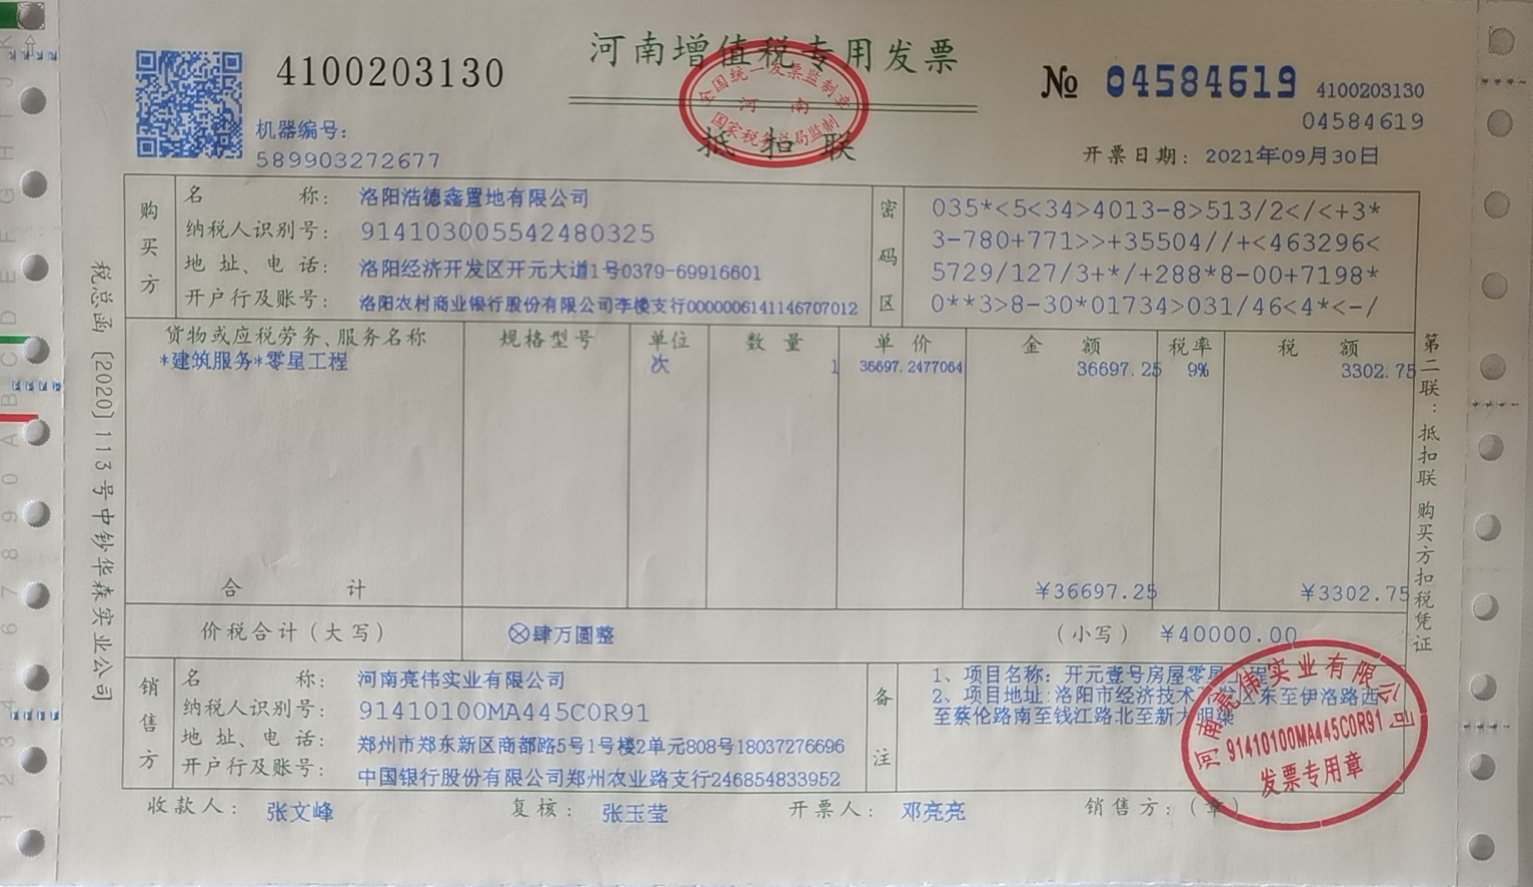 河南增值税专用发票
4100203130
№ 04584619
4100203130
04584619
全国统一发票监制章
河南
国家税务总局监制
抵扣联
机器编号：
589903272677
开票日期：2021年09月30日
购买方
名称：洛阳浩德鑫置地有限公司
纳税人识别号：914103005542480325
地址、电话：洛阳经济开发区开元大道1号0379-69916601
开户行及账号：洛阳农村商业银行股份有限公司李楼支行00000061411467070​12
密码区
035*<5<34>4013-8>513/2</<+3*
3-780+771>>+35504//+<463296<
5729/127/3+*/+288*8-00+7198*
0**3>8-30*01734>031/46<4*<-/
货物或应税劳务、服务名称 规格型号 单位 数量 单价 金额 税率 税额
*建筑服务*零星工程 次 1 36697.2477064 36697.25 9% 3302.75
合计 ¥36697.25 ¥3302.75
价税合计（大写） ⊗肆万圆整 （小写） ¥40000.00
销售方
名称：河南亮伟实业有限公司
纳税人识别号：91410100MA445C0R91
地址、电话：郑州市郑东新区商都路5号1号楼2单元808号18037276696
开户行及账号：中国银行股份有限公司郑州农业路支行246854833952
备注
1、项目名称：开元壹号房屋零星工程
2、项目地址:洛阳市经济技术开发区东至伊洛路西
至蔡伦路南至钱江路北至新大明渠
河南亮伟实业有限公司
91410100MA445C0R91
发票专用章
收款人：张文峰 复核：张玉莹 开票人：邓亮亮 销售方：（章）
税总函〔2020〕113号中钞华森实业公司
第二联：抵扣联 购买方扣税凭证